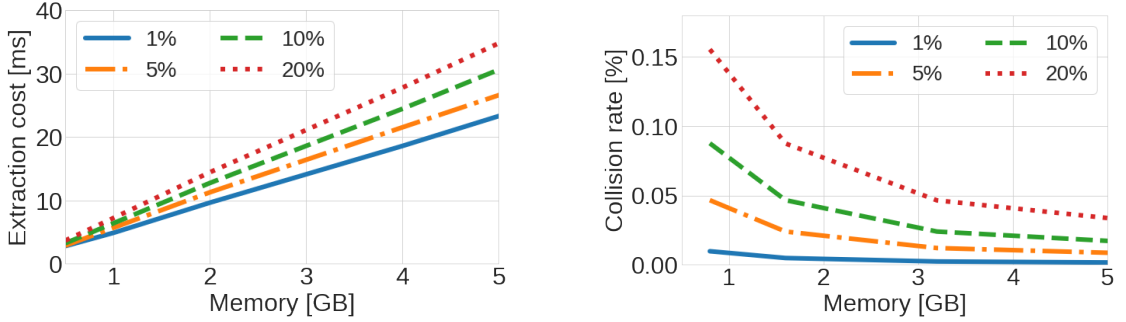 Extraction cost [ms]
40
30
20
10
0
1% 10%
5% 20%
1 2 3 4 5
Memory [GB]
Collision rate [%]
0.15
0.10
0.05
0.00
1% 10%
5% 20%
1 2 3 4 5
Memory [GB]